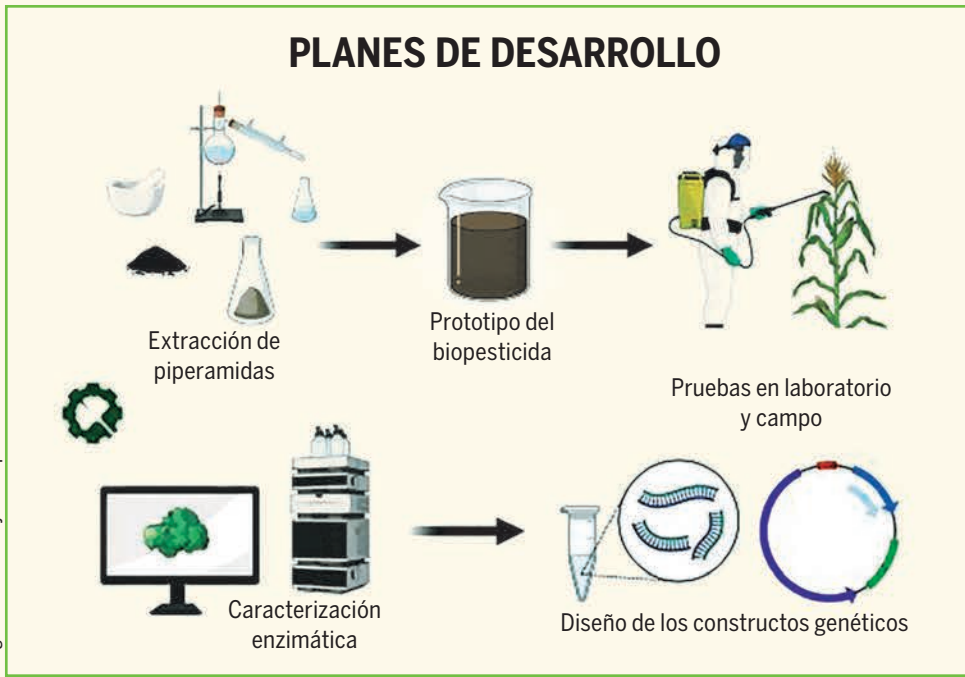 PLANES DE DESARROLLO
Extracción de
piperamidas
Prototipo del
biopesticida
Pruebas en laboratorio
y campo
Caracterización
enzimática
Diseño de los constructos genéticos